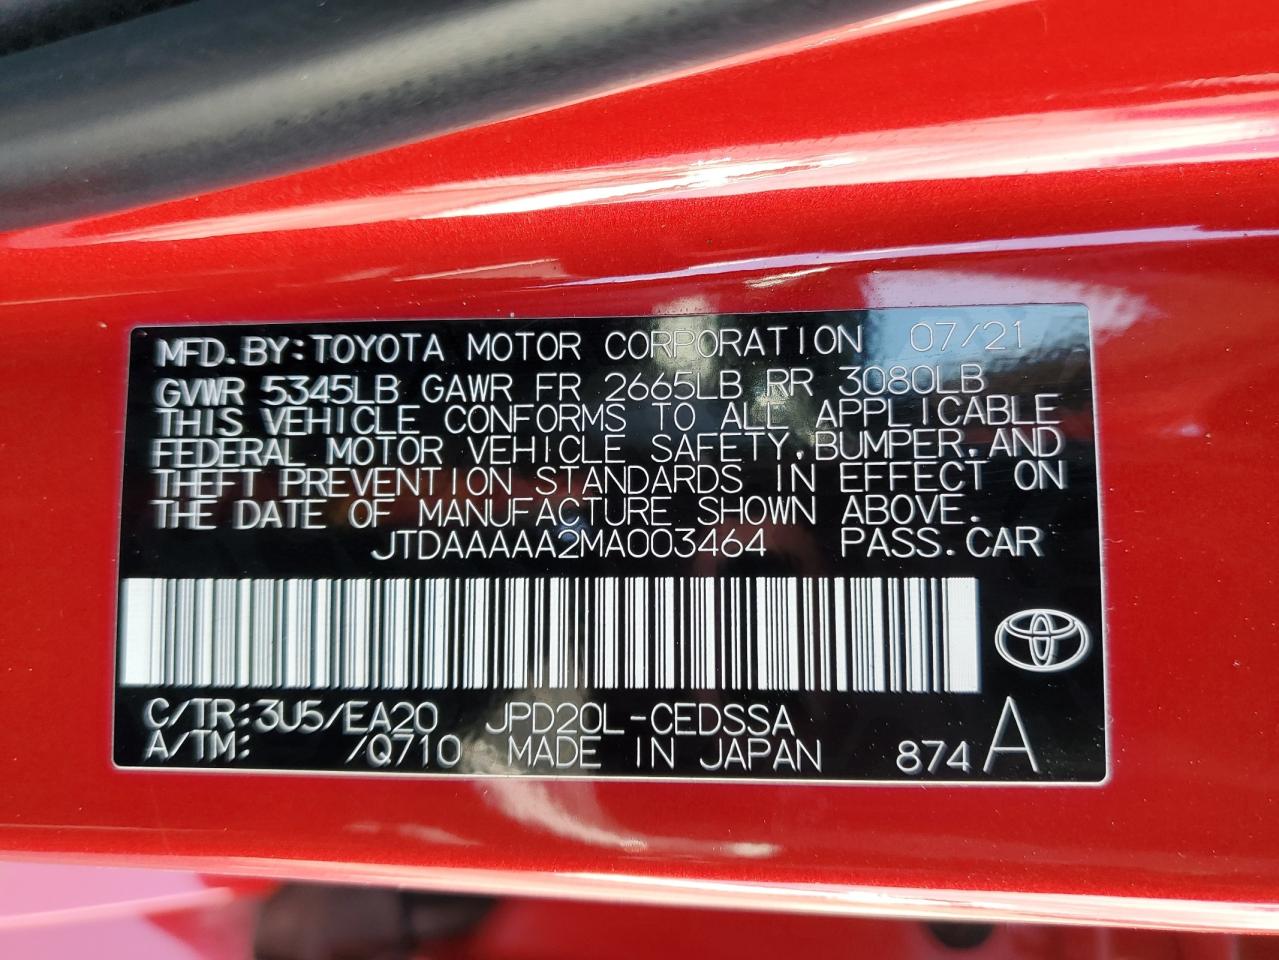 MFD.BY:TOYOTA MOTOR CORPORATION 07/21
GVWR 5345LB GAWR FR 2665LB RR 3080LB
THIS VEHICLE CONFORMS TO ALL APPLICABLE
FEDERAL MOTOR VEHICLE SAFETY,BUMPER,AND
THEFT PREVENTION STANDARDS IN EFFECT ON
THE DATE OF MANUFACTURE SHOWN ABOVE.
JTDAAAAA2MA003464 PASS.CAR
C/TR:3U5/EA20 JPD20L-CEDSSA
A/TM: /Q710 MADE IN JAPAN 874 A